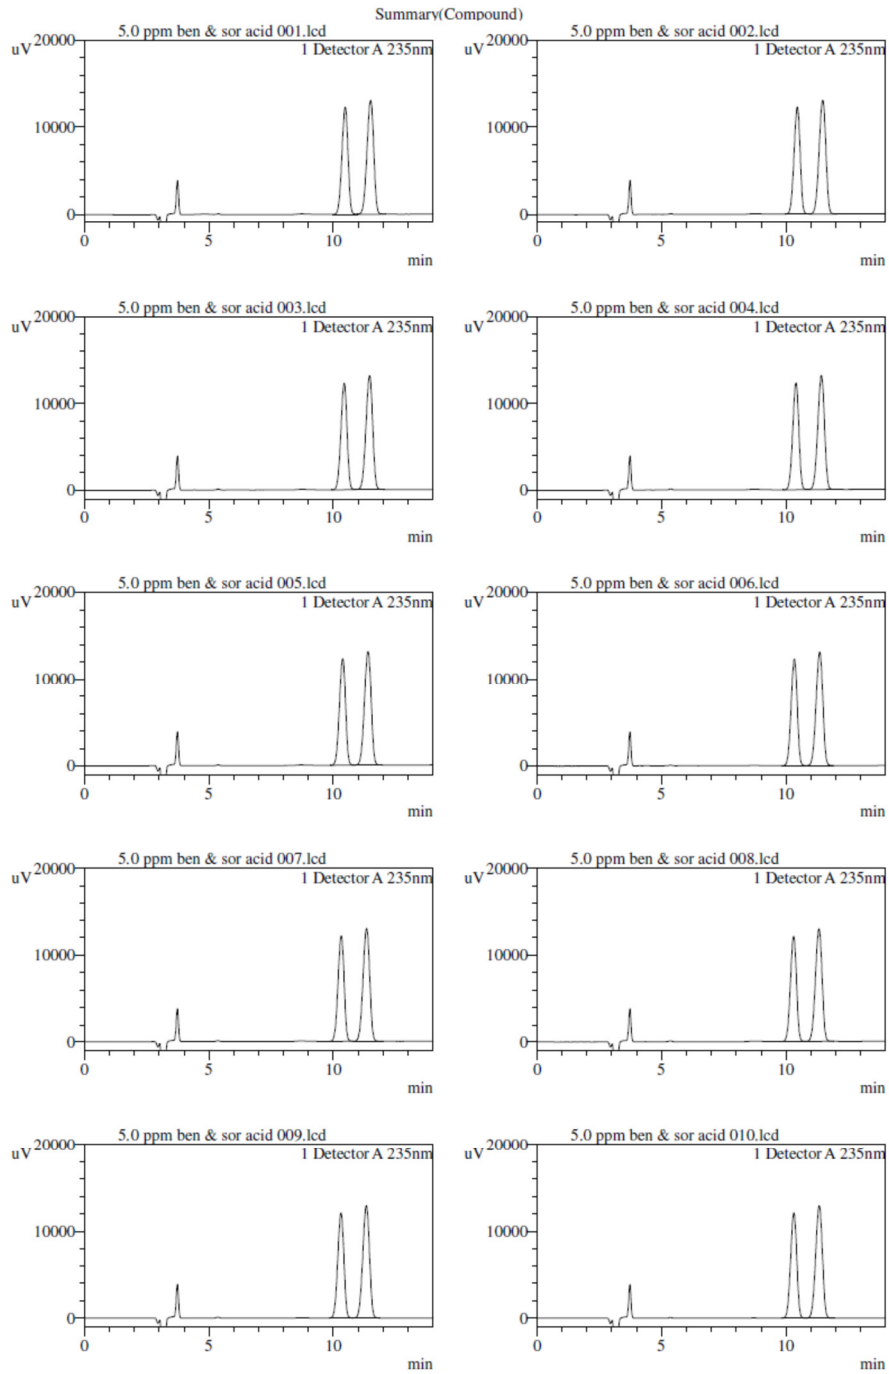 Summary(Compound)
5.0 ppm ben & sor acid 001.lcd
uV
20000
1 Detector A 235nm
10000
0
0 5 10
min
5.0 ppm ben & sor acid 002.lcd
uV
20000
1 Detector A 235nm
10000
0
0 5 10
min
5.0 ppm ben & sor acid 003.lcd
uV
20000
1 Detector A 235nm
10000
0
0 5 10
min
5.0 ppm ben & sor acid 004.lcd
uV
20000
1 Detector A 235nm
10000
0
0 5 10
min
5.0 ppm ben & sor acid 005.lcd
uV
20000
1 Detector A 235nm
10000
0
0 5 10
min
5.0 ppm ben & sor acid 006.lcd
uV
20000
1 Detector A 235nm
10000
0
0 5 10
min
5.0 ppm ben & sor acid 007.lcd
uV
20000
1 Detector A 235nm
10000
0
0 5 10
min
5.0 ppm ben & sor acid 008.lcd
uV
20000
1 Detector A 235nm
10000
0
0 5 10
min
5.0 ppm ben & sor acid 009.lcd
uV
20000
1 Detector A 235nm
10000
0
0 5 10
min
5.0 ppm ben & sor acid 010.lcd
uV
20000
1 Detector A 235nm
10000
0
0 5 10
min